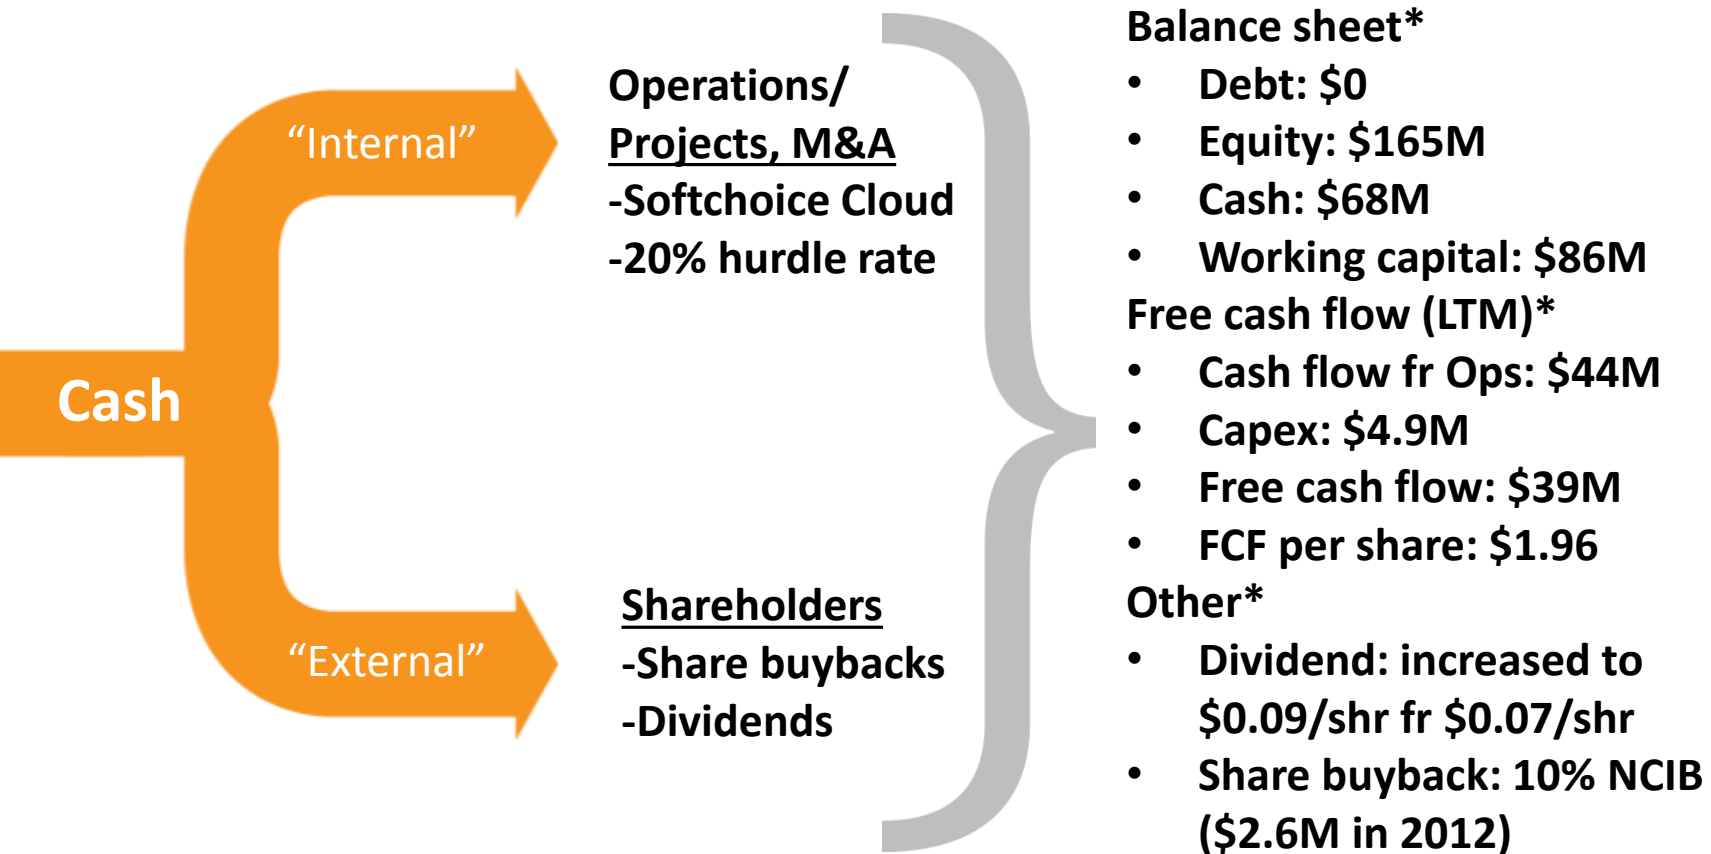 Cash
“Internal”
Operations/
Projects, M&A
-Softchoice Cloud
-20% hurdle rate
“External”
Shareholders
-Share buybacks
-Dividends
Balance sheet*
• Debt: $0
• Equity: $165M
• Cash: $68M
• Working capital: $86M
Free cash flow (LTM)*
• Cash flow fr Ops: $44M
• Capex: $4.9M
• Free cash flow: $39M
• FCF per share: $1.96
Other*
• Dividend: increased to
$0.09/shr fr $0.07/shr
• Share buyback: 10% NCIB
($2.6M in 2012)